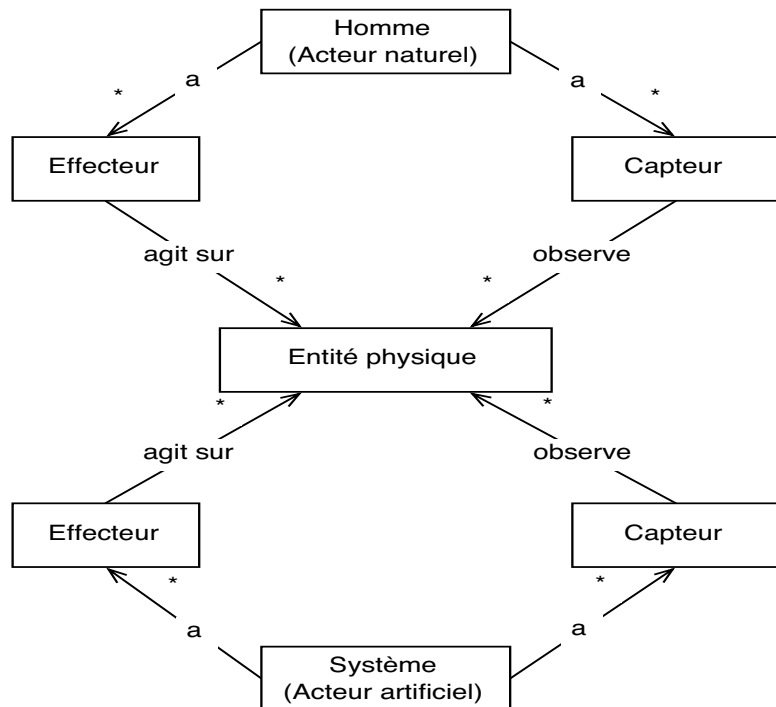 Homme
(Acteur naturel)
a
a
*
*
Effecteur
Capteur
agit sur
observe
*
*
Entité physique
*
*
agit sur
observe
Effecteur
Capteur
*
*
a
a
Système
(Acteur artificiel)